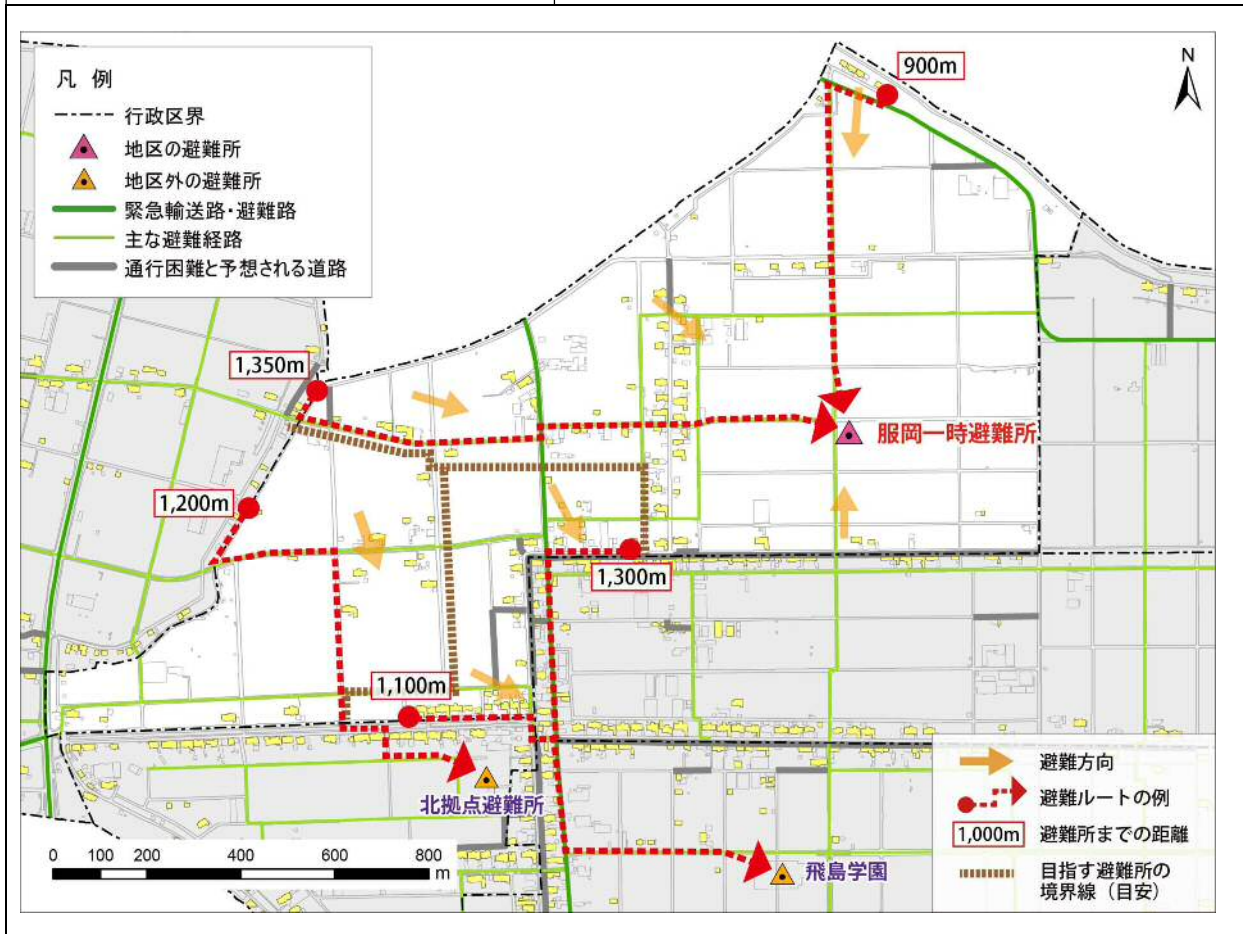 凡 例
行政区界
地区の避難所
地区外の避難所
緊急輸送路・避難路
主な避難経路
通行困難と予想される道路
N
900m
1,350m
服岡一時避難所
1,200m
1,300m
1,100m
北拠点避難所
飛島学園
0 100 200 400 600 800
m
避難方向
避難ルートの例
1,000m 避難所までの距離
目指す避難所の
境界線（目安）